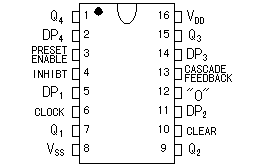 Q4 1 16 VDD
DP4 2 15 Q3
PRESET ENABLE 3 14 DP3
INHIBT 4 13 CASCADE FEEDBACK
DP1 5 12 "O"
CLOCK 6 11 DP2
Q1 7 10 CLEAR
VSS 8 9 Q2